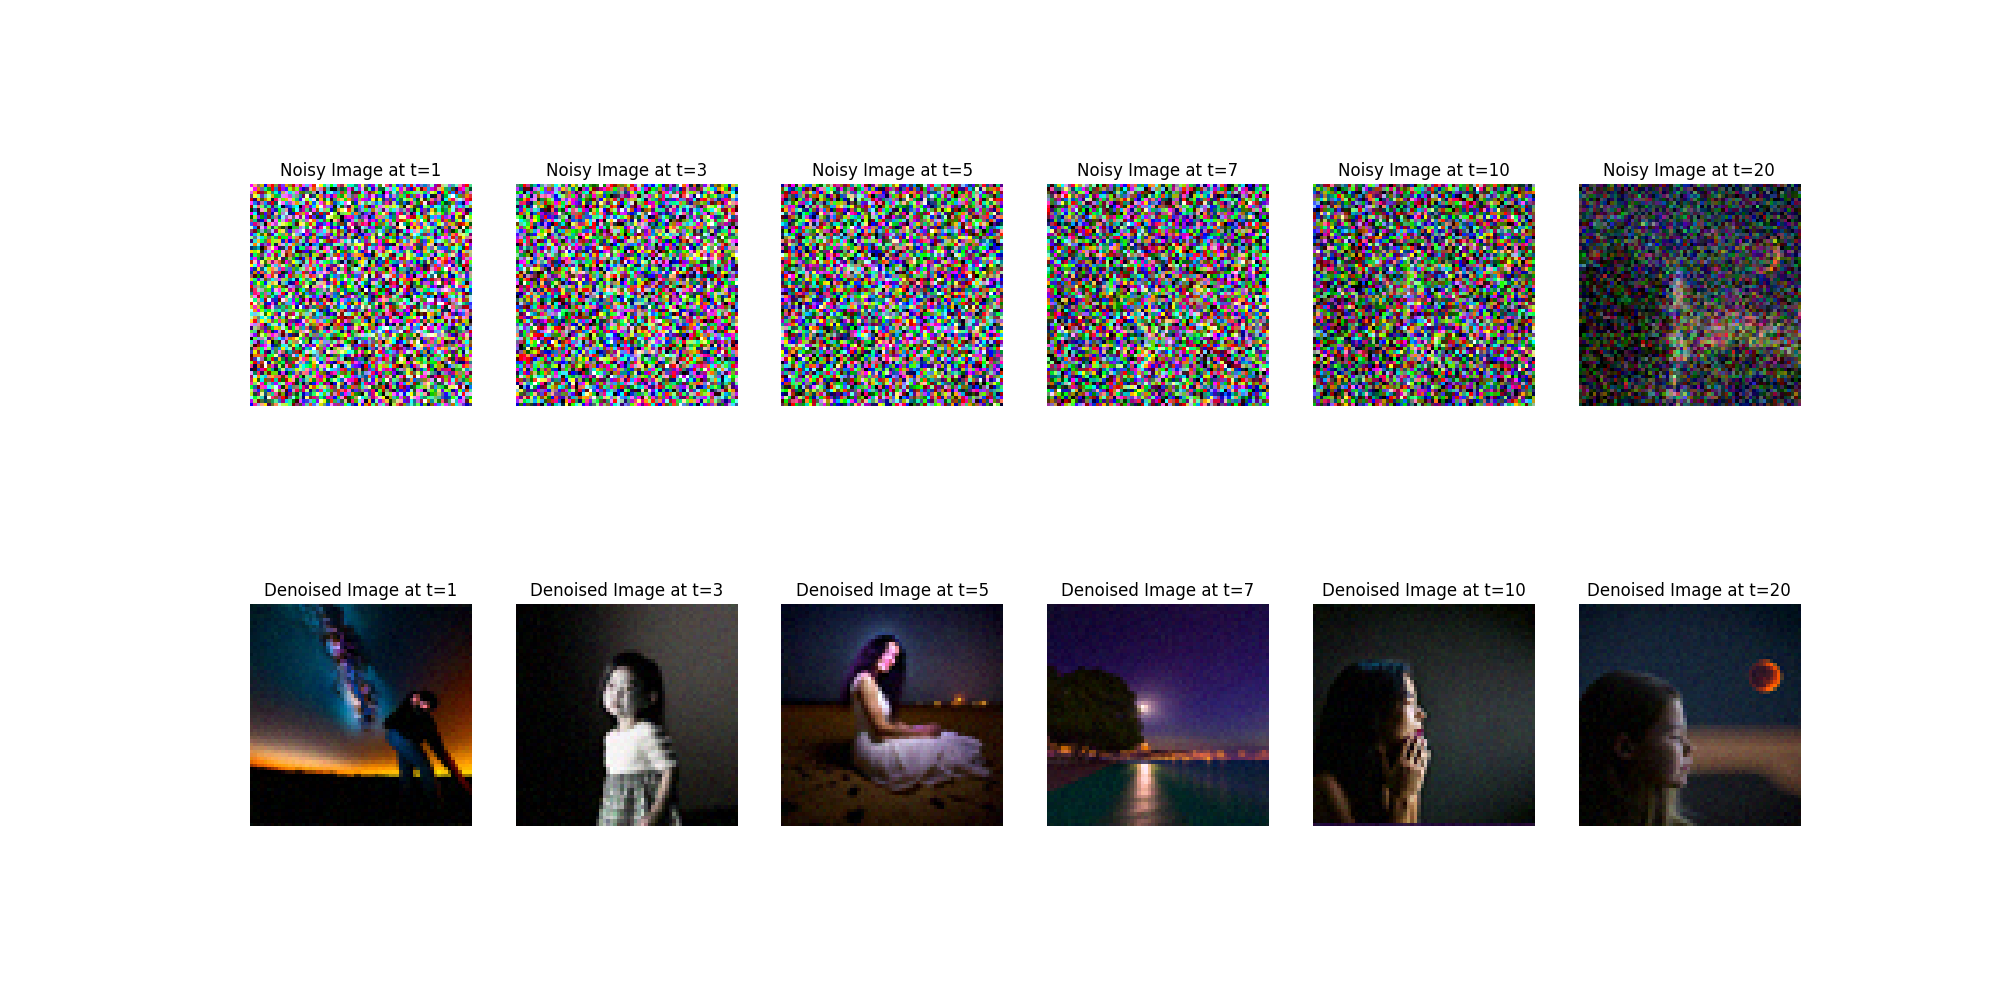 Noisy Image at t=1
Noisy Image at t=3
Noisy Image at t=5
Noisy Image at t=7
Noisy Image at t=10
Noisy Image at t=20
Denoised Image at t=1
Denoised Image at t=3
Denoised Image at t=5
Denoised Image at t=7
Denoised Image at t=10
Denoised Image at t=20